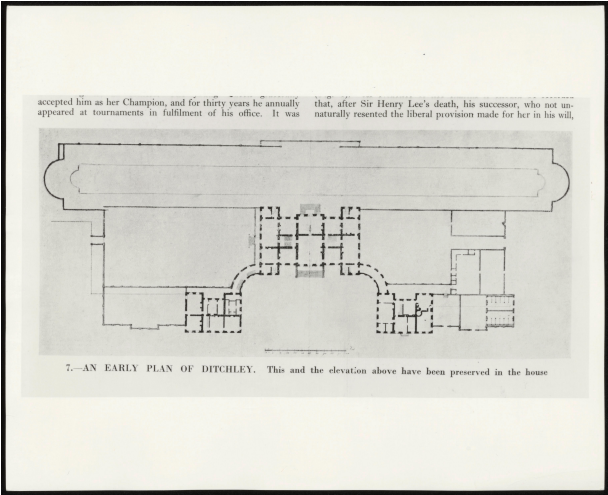 accepted him as her Champion, and for thirty years he annually
appeared at tournaments in fulfilment of his office. It was
that, after Sir Henry Lee's death, his successor, who not un-
naturally resented the liberal provision made for her in his will,
7.—AN EARLY PLAN OF DITCHLEY. This and the elevation above have been preserved in the house